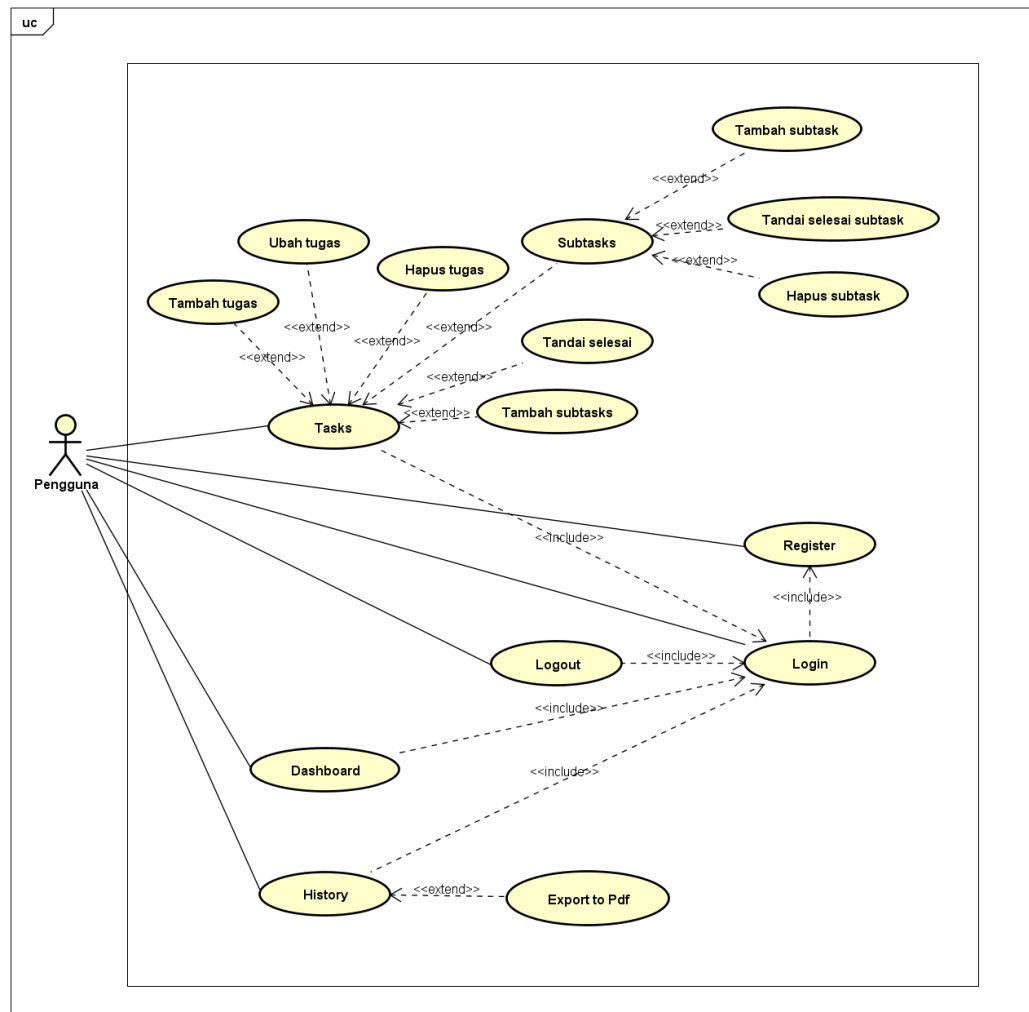 uc
Tambah subtask
<<extend>>
Tandai selesai subtask
<<extend>>
Ubah tugas
Subtasks
Hapus tugas
<<extend>>
Hapus subtask
Tambah tugas
<<extend>>
<<extend>>
<<extend>>
Tandai selesai
<<extend>>
<<extend>>
<<extend>>
Tambah subtasks
<<extend>>
Tasks
Pengguna
<<include>>
Register
<<include>>
Logout
<<include>>
Login
<<include>>
Dashboard
<<include>>
History
<<extend>>
Export to Pdf